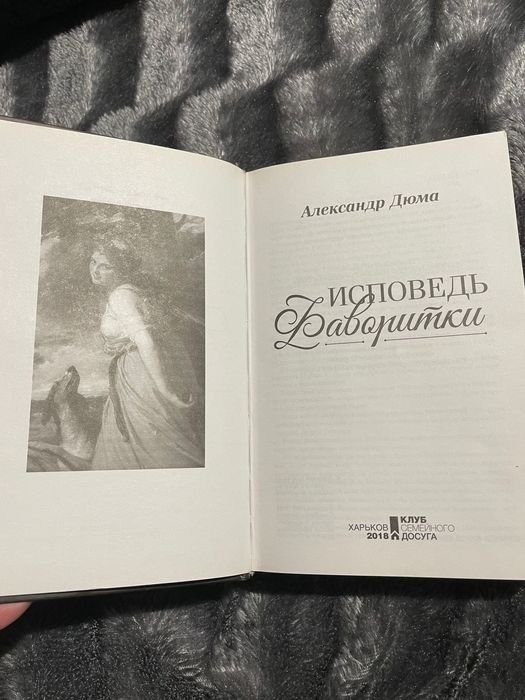 Александр Дюма
ИСПОВЕДЬ
Фаворитки
ХАРЬКОВ
2018
КЛУБ
СЕМЕЙНОГО
ДОСУГА